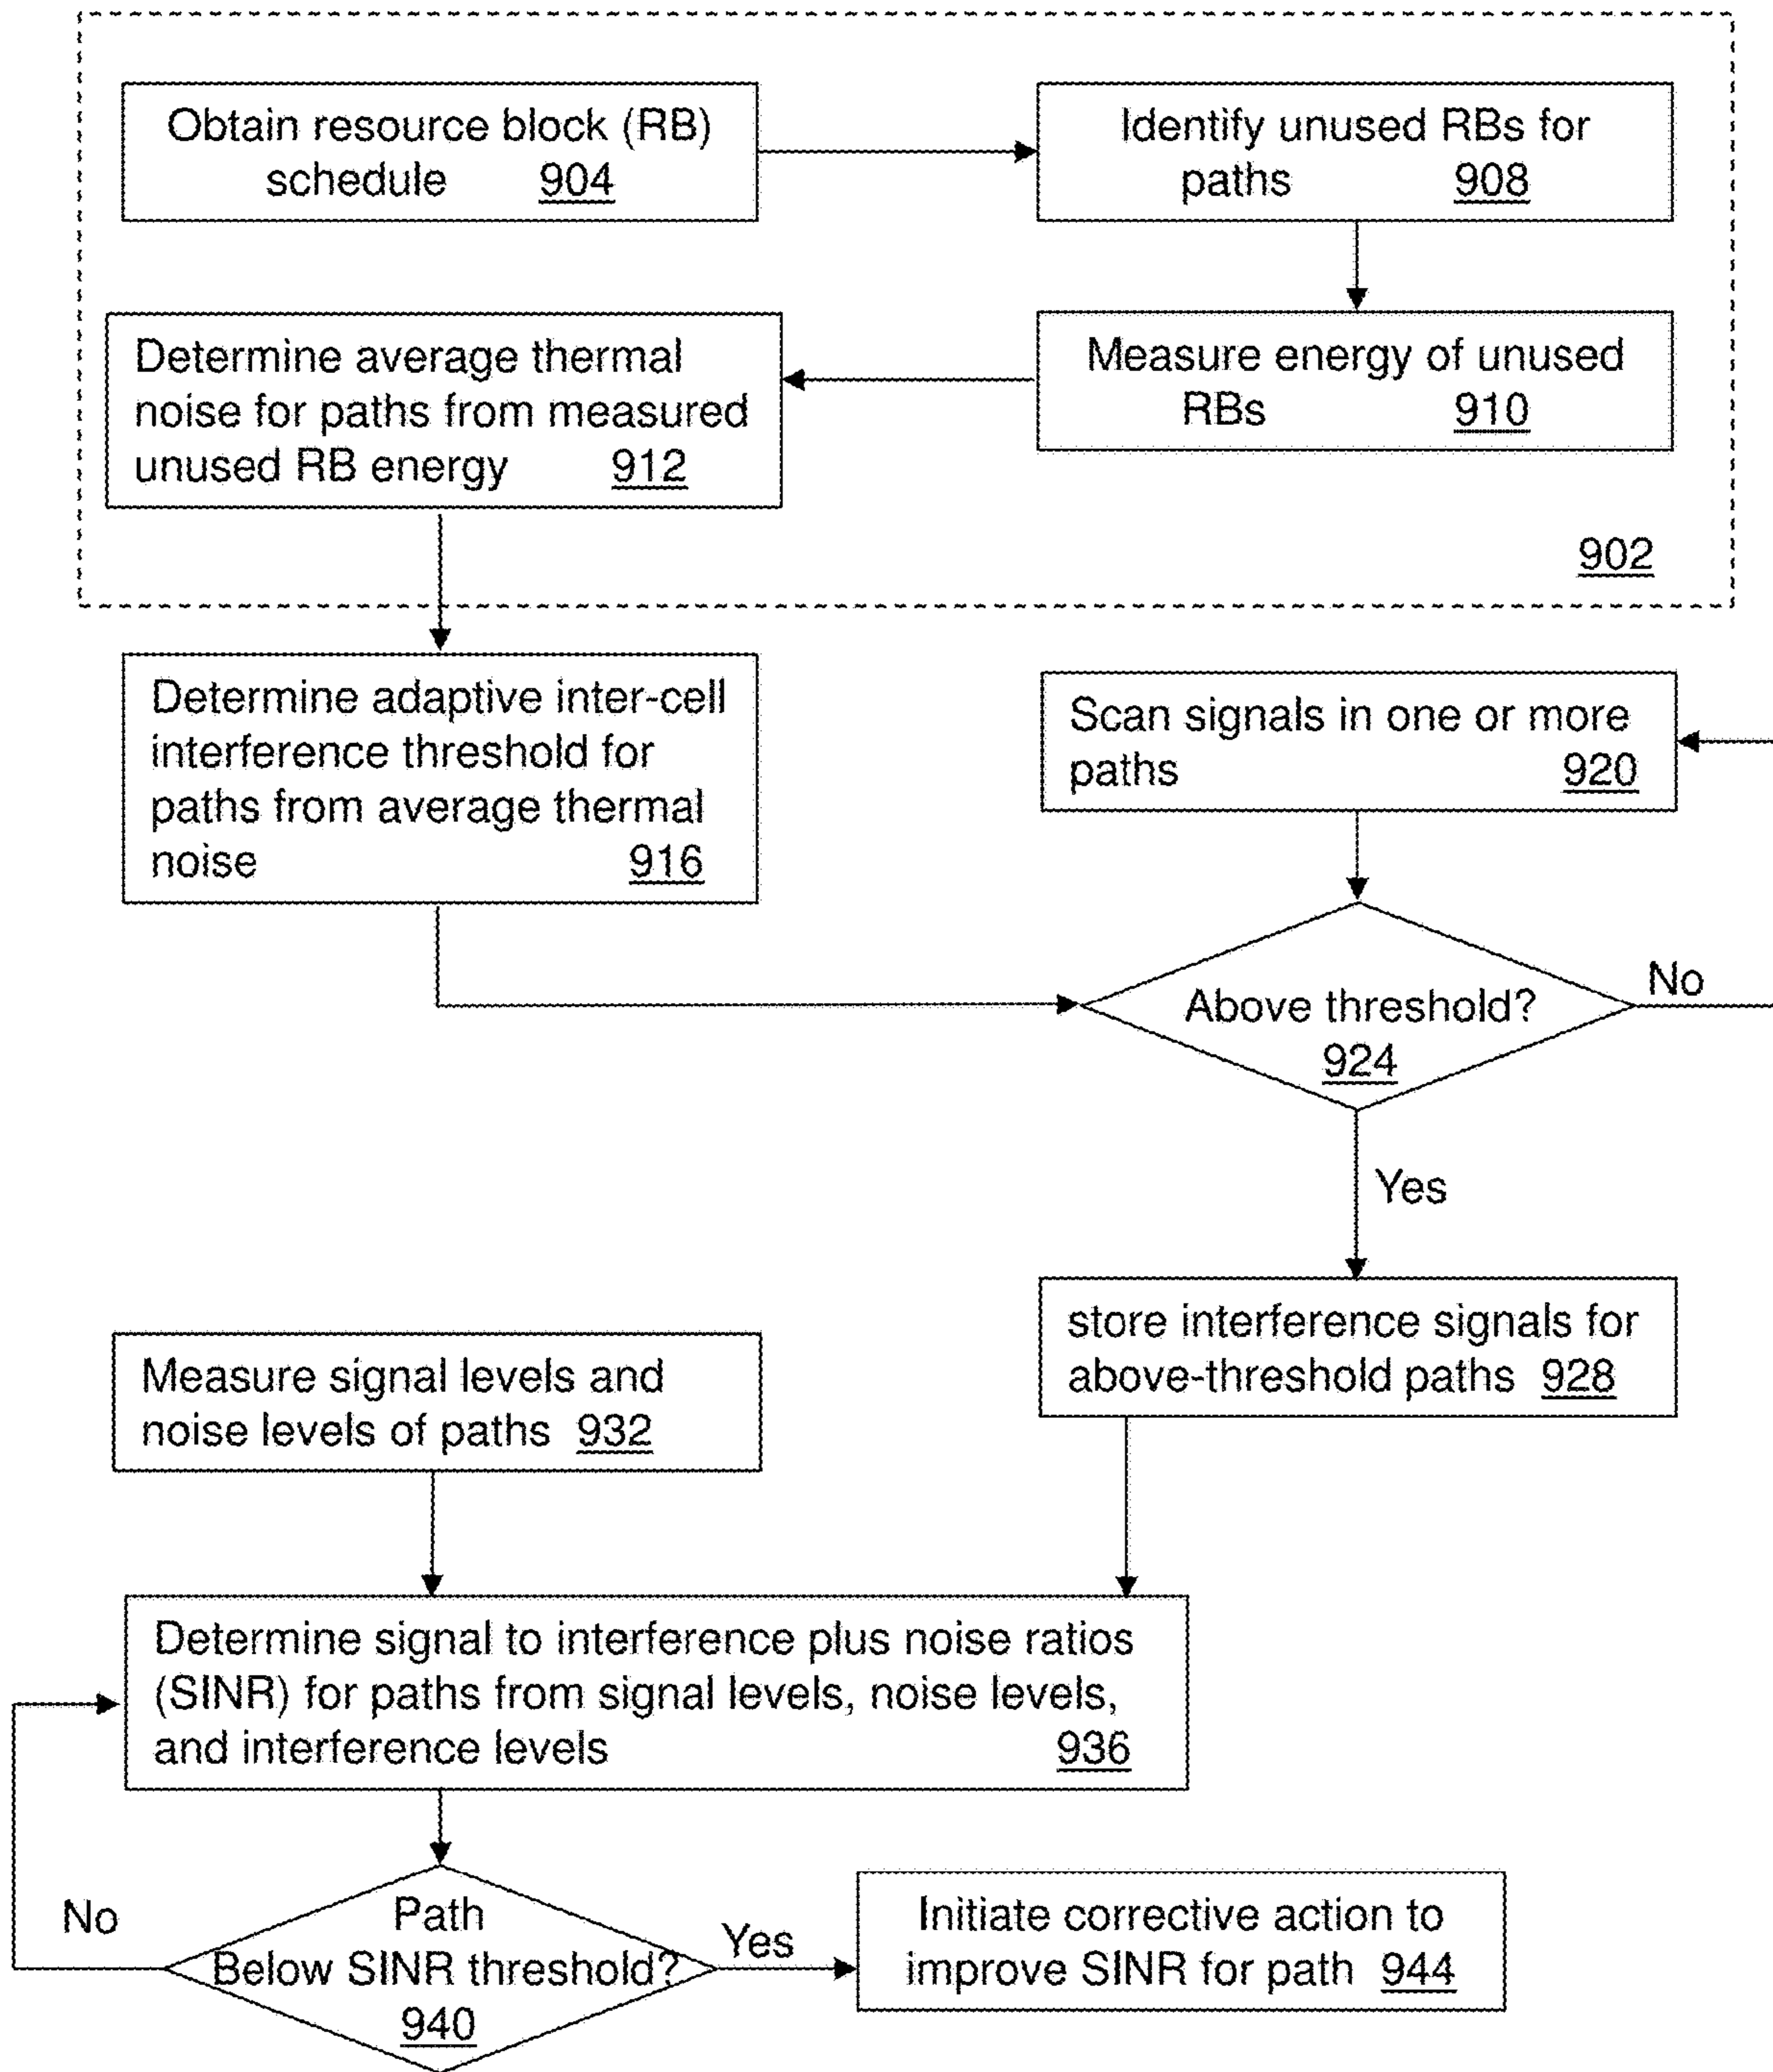 Obtain resource block (RB)
schedule 904
Identify unused RBs for
paths 908
Determine average thermal
noise for paths from measured
unused RB energy 912
Measure energy of unused
RBs 910
902
Determine adaptive inter-cell
interference threshold for
paths from average thermal
noise 916
Scan signals in one or more
paths 920
Above threshold?
924
No
Yes
store interference signals for
above-threshold paths 928
Measure signal levels and
noise levels of paths 932
Determine signal to interference plus noise ratios
(SINR) for paths from signal levels, noise levels,
and interference levels 936
No
Path
Below SINR threshold?
940
Yes
Initiate corrective action to
improve SINR for path 944